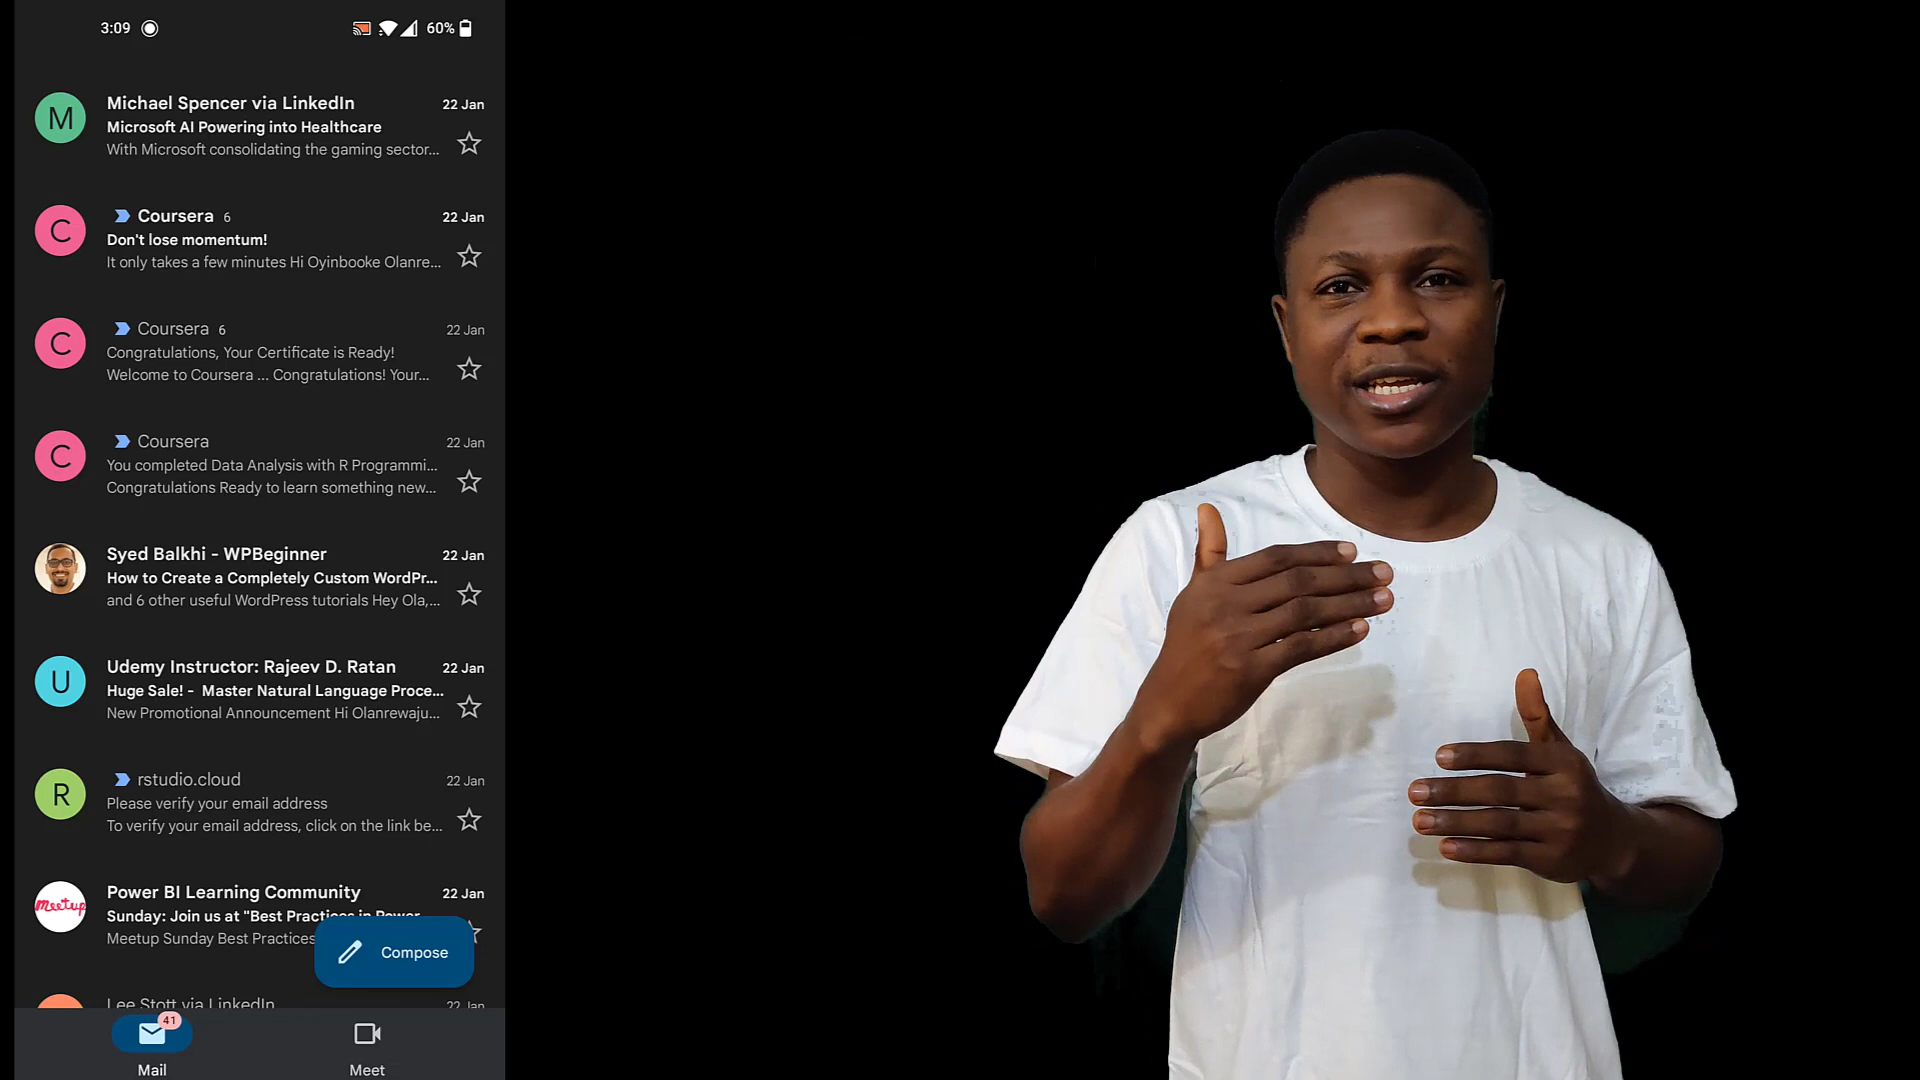 3:09
60%
M
Michael Spencer via LinkedIn
22 Jan
Microsoft AI Powering into Healthcare
With Microsoft consolidating the gaming sector...
C
Coursera 6
22 Jan
Don't lose momentum!
It only takes a few minutes Hi Oyinbooke Olanre...
C
Coursera 6
22 Jan
Congratulations, Your Certificate is Ready!
Welcome to Coursera ... Congratulations! Your...
C
Coursera
22 Jan
You completed Data Analysis with R Programmi...
Congratulations Ready to learn something new...
Syed Balkhi - WPBeginner
22 Jan
How to Create a Completely Custom WordPr...
and 6 other useful WordPress tutorials Hey Ola,...
U
Udemy Instructor: Rajeev D. Ratan
22 Jan
Huge Sale! - Master Natural Language Proce...
New Promotional Announcement Hi Olanrewaju...
R
rstudio.cloud
22 Jan
Please verify your email address
To verify your email address, click on the link be...
meetup
Power BI Learning Community
22 Jan
Sunday: Join us at "Best Practices in Power
Meetup Sunday Best Practices
Compose
Lee Stott via LinkedIn
22 Jan
41
Mail
Meet